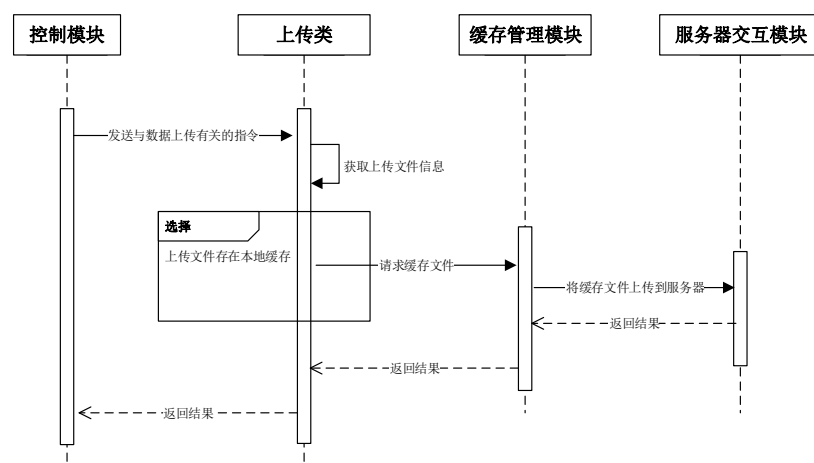 控制模块
上传类
缓存管理模块
服务器交互模块
发送与数据上传有关的指令
获取上传文件信息
选择
上传文件存在本地缓存
请求缓存文件
将缓存文件上传到服务器
返回结果
返回结果
返回结果